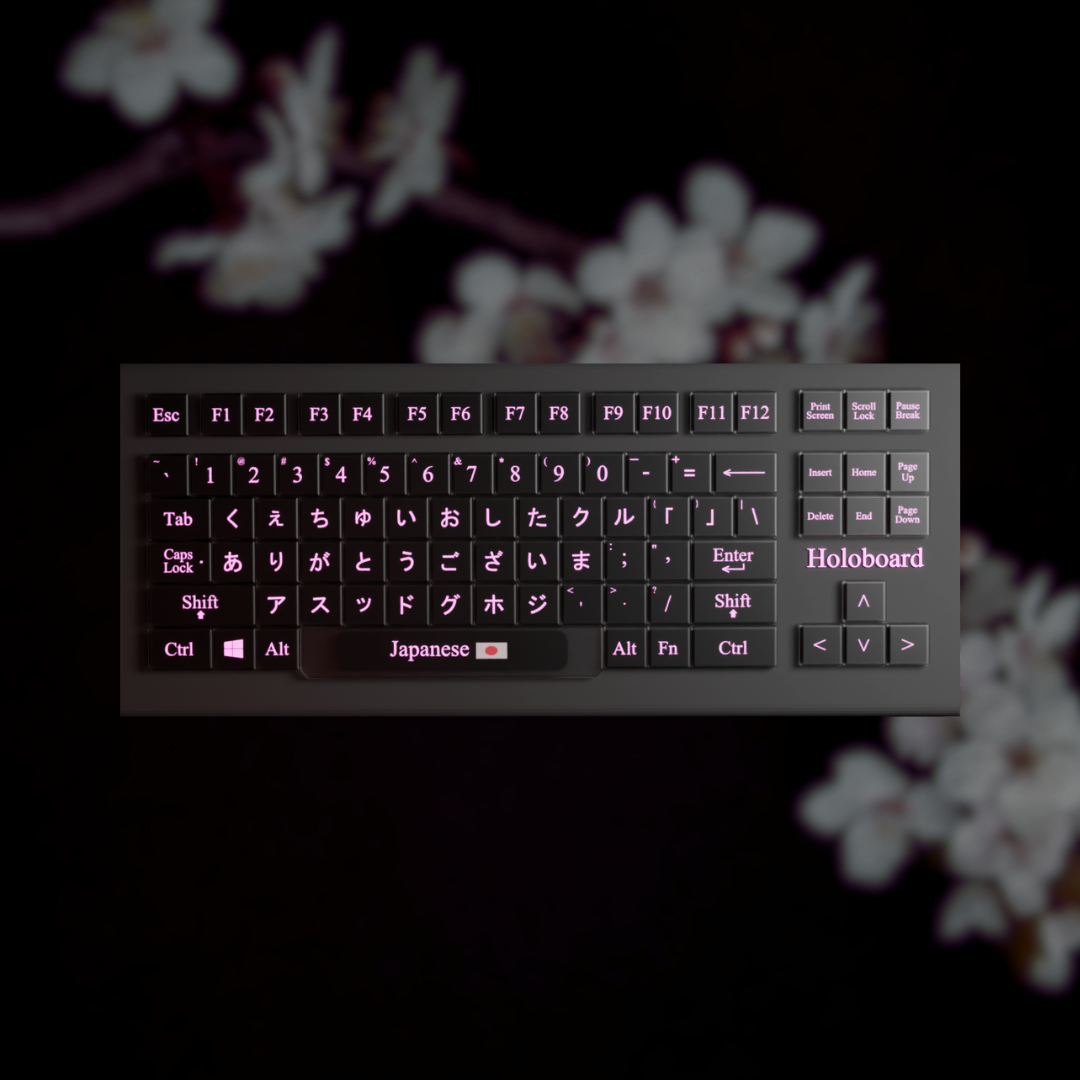 Esc F1 F2 F3 F4 F5 F6 F7 F8 F9 F10 F11 F12 Print Screen Scroll Lock Pause Break
~ ` ! 1 @ 2 # 3 $ 4 % 5 ^ 6 & 7 * 8 ( 9 ) 0 _ - + = ← Insert Home Page Up
Tab く ぇ ち ゆ い お し た ク ル ( 「 ) 」 | \ Delete End Page Down
Caps Lock · あ り が と う ご ざ い ま : ; " ' Enter ↵ Holoboard
Shift ⬆ ア ス ッ ド グ ホ ジ < , > . ? / Shift ⬆ ˄
Ctrl Alt Japanese Alt Fn Ctrl < ˅ >